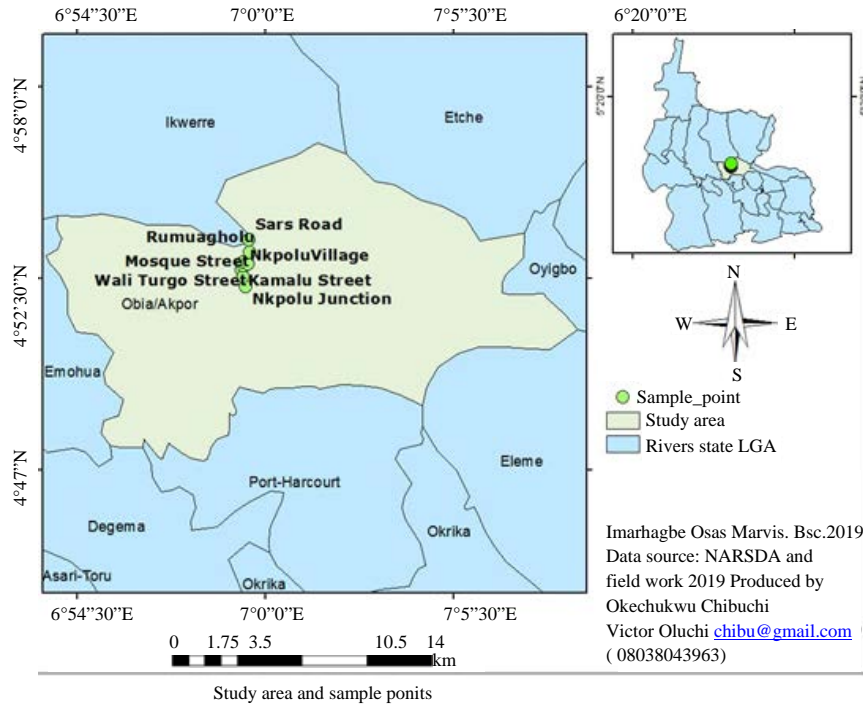 6°54”30”E 7°0’0”E 7°5”30”E
6°20’0”E
4°58’0”N
4°52’30”N
4°47”N
Ikwerre
Etche
Sars Road
Rumuagholu
NkpoluVillage
Mosque Street
Wali Turgo Street Kamalu Street
Obia/Akpor
Nkpolu Junction
Oyigbo
Emohua
Port-Harcourt
Eleme
Degema
Okrika
Asari-Toru
Okrika
6°54”30”E 7°0’0”E 7°5”30”E
0 1.75 3.5 10.5 14
km
N
W E
S
Sample_point
Study area
Rivers state LGA
Imarhagbe Osas Marvis. Bsc.2019
Data source: NARSDA and
field work 2019 Produced by
Okechukwu Chibuchi
Victor Oluchi chibu@gmail.com
( 08038043963)
Study area and sample ponits